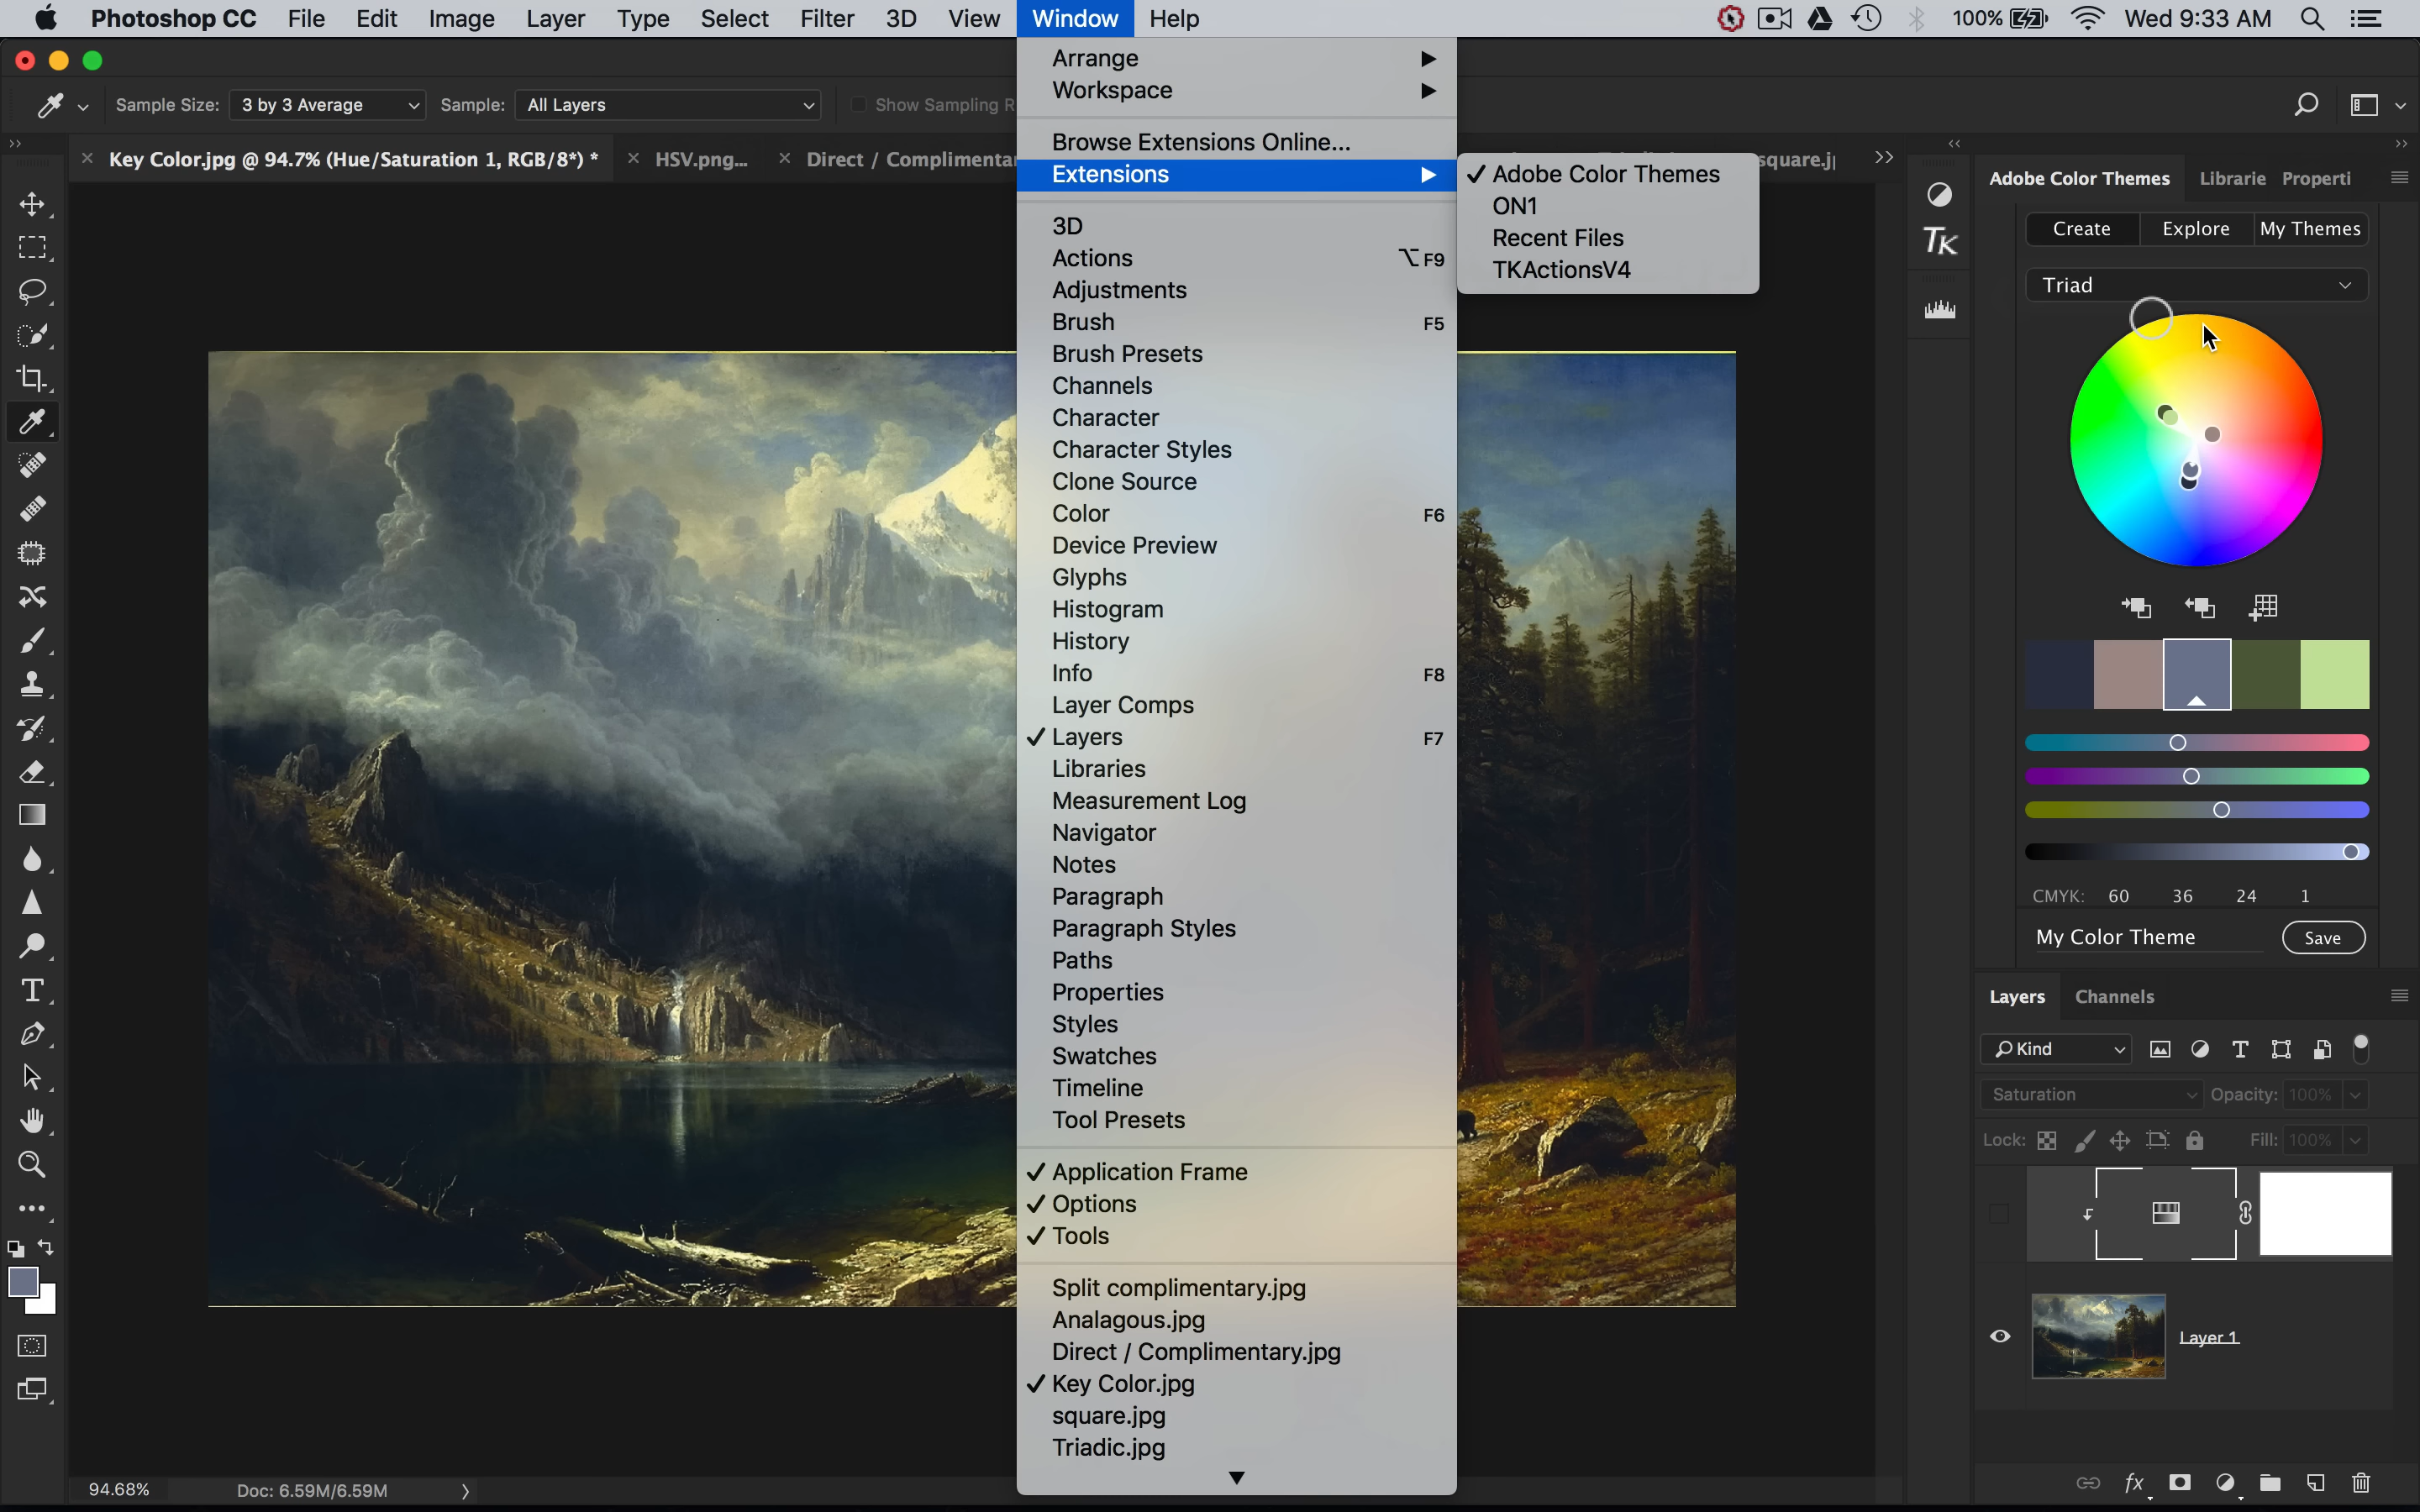 Photoshop CC File Edit Image Layer Type Select Filter 3D View Window Help 100% Wed 9:33 AM
Sample Size: 3 by 3 Average Sample: All Layers Show Sampling R
Key Color.jpg @ 94.7% (Hue/Saturation 1, RGB/8*) * HSV.png... Direct / Complimenta square.j
Arrange
Workspace
Browse Extensions Online...
Extensions
3D
Actions ⌥F9
Adjustments
Brush F5
Brush Presets
Channels
Character
Character Styles
Clone Source
Color F6
Device Preview
Glyphs
Histogram
History
Info F8
Layer Comps
Layers F7
Libraries
Measurement Log
Navigator
Notes
Paragraph
Paragraph Styles
Paths
Properties
Styles
Swatches
Timeline
Tool Presets
Application Frame
Options
Tools
Split complimentary.jpg
Analagous.jpg
Direct / Complimentary.jpg
Key Color.jpg
square.jpg
Triadic.jpg
Adobe Color Themes
ON1
Recent Files
TKActionsV4
TK
Adobe Color Themes Librarie Properti
Create Explore My Themes
Triad
CMYK: 60 36 24 1
My Color Theme Save
Layers Channels
Kind
Saturation Opacity: 100%
Lock: Fill: 100%
Layer 1
fx
94.68% Doc: 6.59M/6.59M